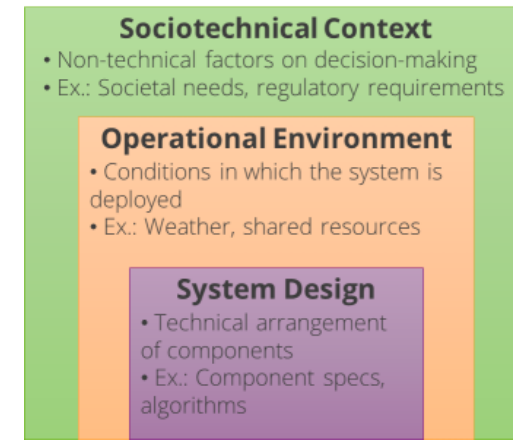 Sociotechnical Context
• Non-technical factors on decision-making
• Ex.: Societal needs, regulatory requirements
Operational Environment
• Conditions in which the system is
deployed
• Ex.: Weather, shared resources
System Design
• Technical arrangement
of components
• Ex.: Component specs,
algorithms